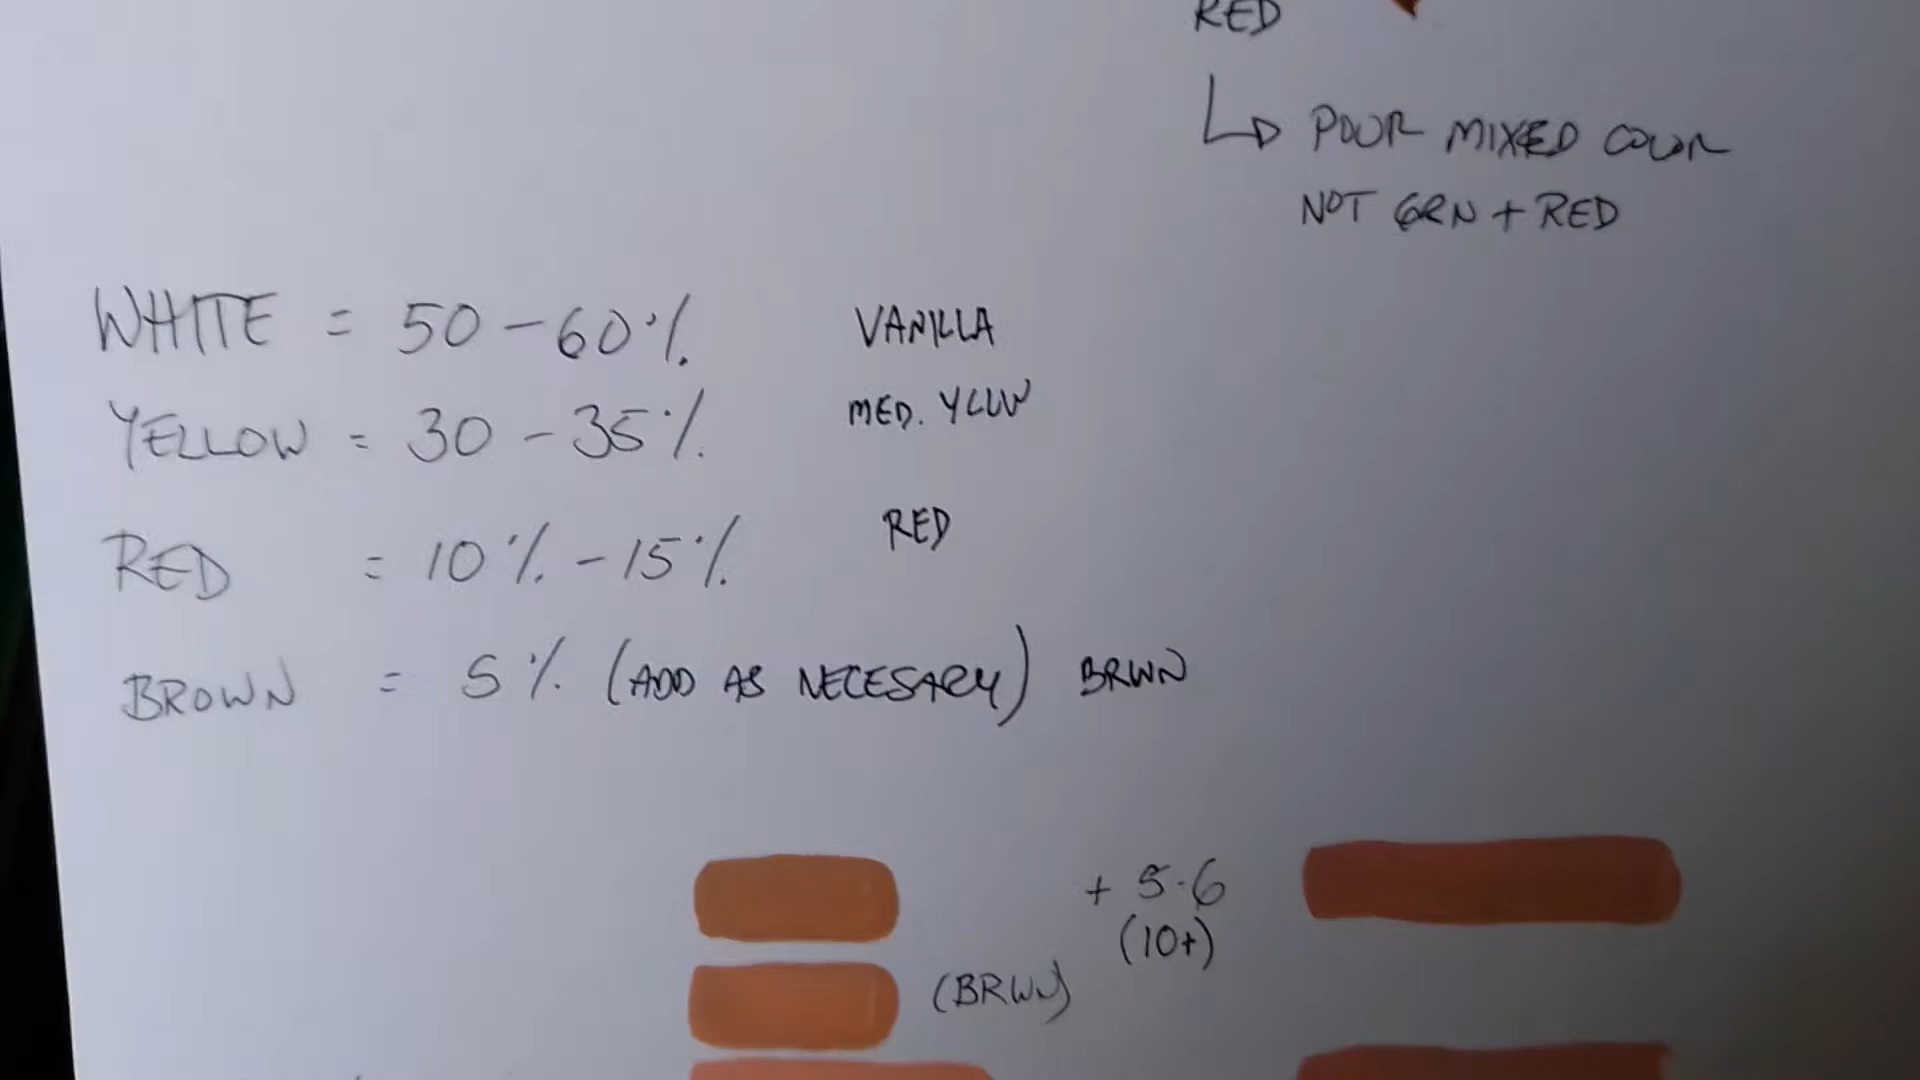 RED
POUR MIXED COLOR
NOT GRN + RED
WHITE = 50 - 60% VANILLA
YELLOW = 30 - 35% MED. YLLW
RED = 10% - 15% RED
BROWN = 5% (ADD AS NECESARY) BRWN
+ 5-6
(10+)
(BRWN)